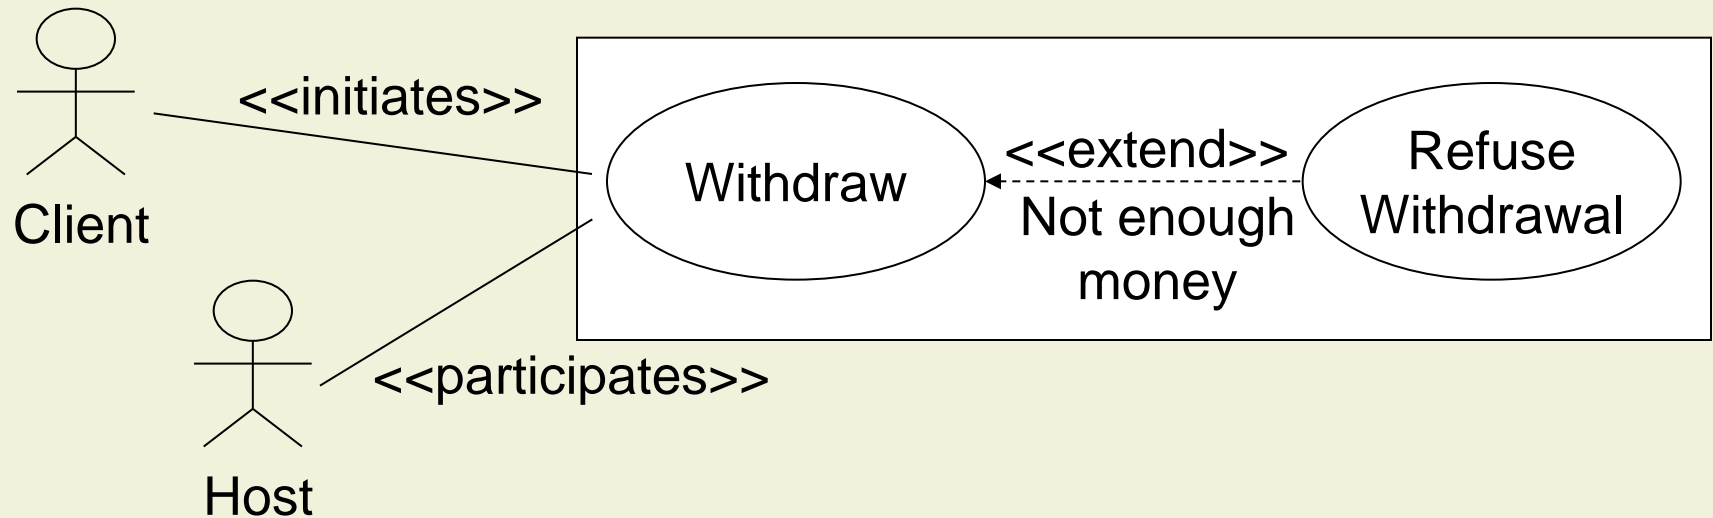 <<initiates>>
Client
Withdraw
<<extend>>
Not enough
money
Refuse
Withdrawal
<<participates>>
Host